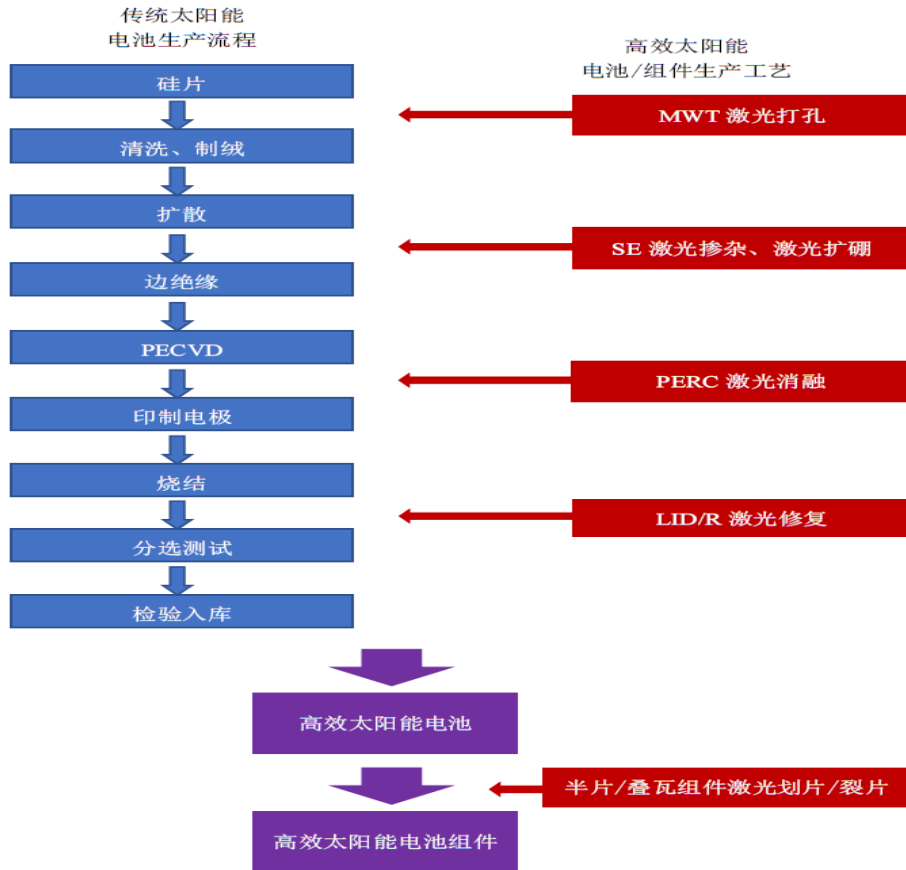 传统太阳能
电池生产流程
高效太阳能
电池/组件生产工艺
硅片
MWT 激光打孔
清洗、制绒
扩散
SE 激光掺杂、激光扩硼
边绝缘
PECVD
PERC 激光消融
印制电极
烧结
LID/R 激光修复
分选测试
检验入库
高效太阳能电池
半片/叠瓦组件激光划片/裂片
高效太阳能电池组件